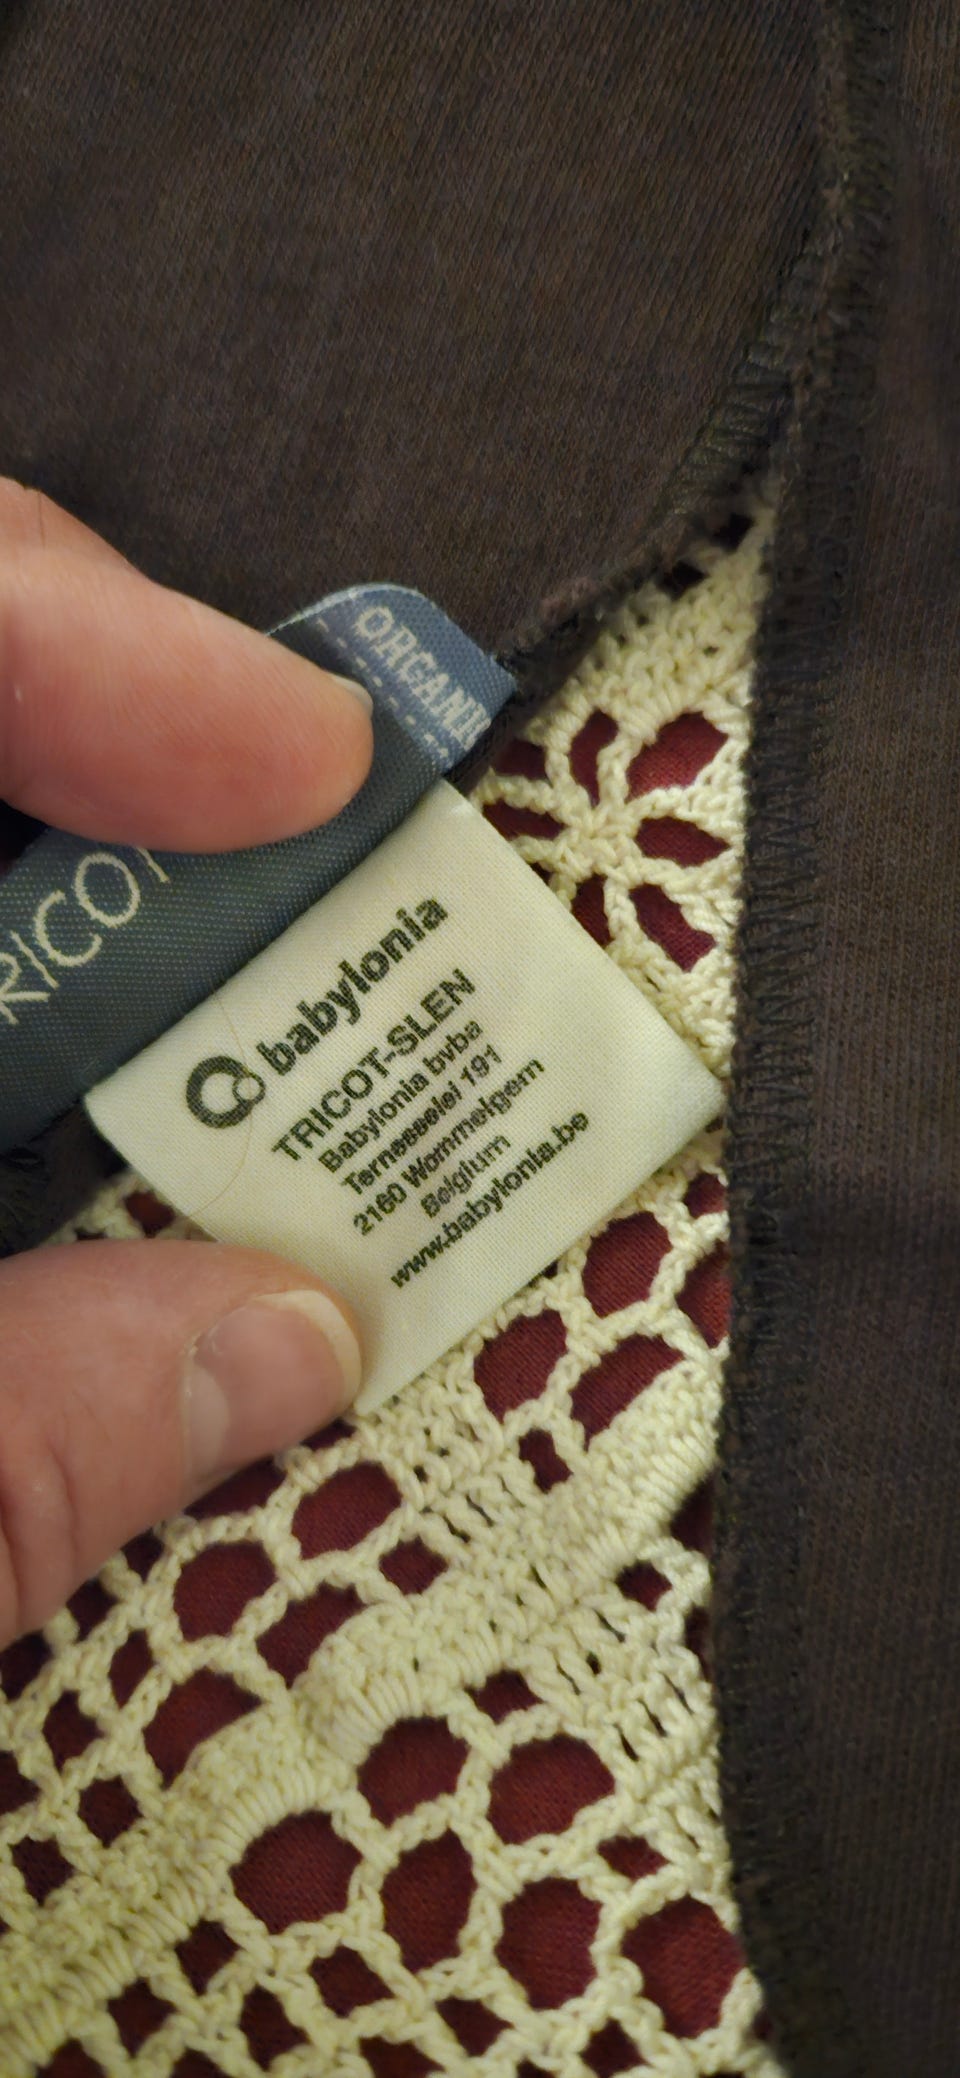 ORGANIC
TRICOT
babylonia
TRICOT-SLEN
Babylonia bvba
Ternesselei 191
2160 Wommelgem
Belgium
www.babylonia.be